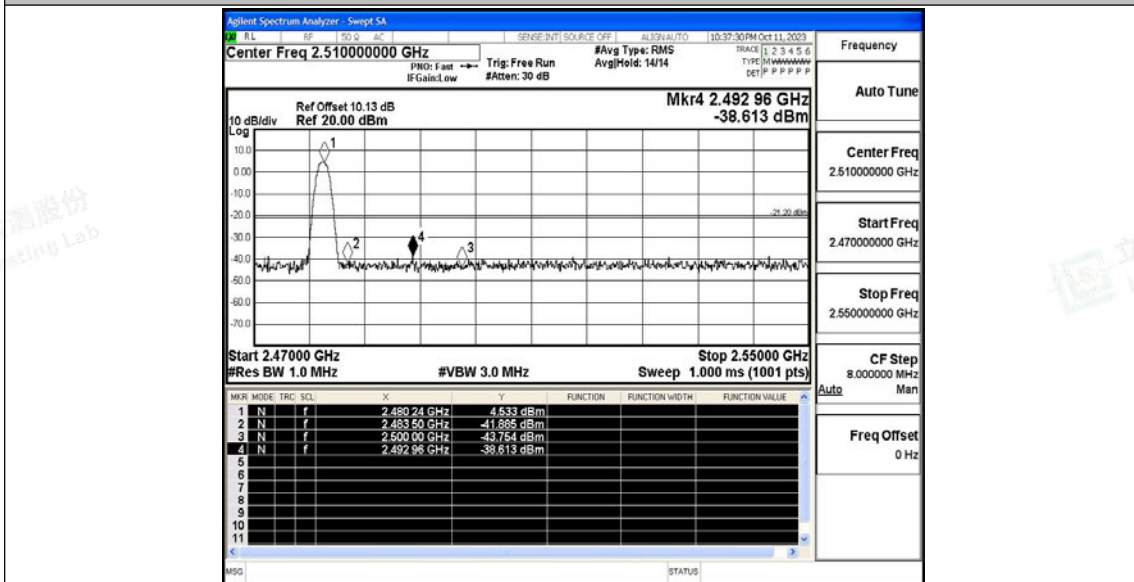 Agilent Spectrum Analyzer - Swept SA
RL RF 50 Ω AC SENSE:INT SOURCE OFF ALIGN AUTO 10:37:30 PM Oct 11, 2023
Center Freq 2.510000000 GHz
PNO: Fast
IFGain:Low
Trig: Free Run
#Atten: 30 dB
#Avg Type: RMS
Avg|Hold: 14/14
TRACE 1 2 3 4 5 6
TYPE M WWWWW
DET P P P P P P
Ref Offset 10.13 dB
Ref 20.00 dBm
10 dB/div
Log
Mkr4 2.492 96 GHz
-38.613 dBm
10.0
0.00
-10.0
-20.0
-30.0
-40.0
-50.0
-60.0
-70.0
1
2
4
3
-21.20 dBm
Start 2.47000 GHz Stop 2.55000 GHz
#Res BW 1.0 MHz #VBW 3.0 MHz Sweep 1.000 ms (1001 pts)
MKR MODE TRC SCL X Y FUNCTION FUNCTION WIDTH FUNCTION VALUE
1 N f 2.480 24 GHz 4.533 dBm
2 N f 2.483 50 GHz -41.885 dBm
3 N f 2.500 00 GHz -43.754 dBm
4 N f 2.492 96 GHz -38.613 dBm
5
6
7
8
9
10
11
MSG STATUS
Frequency
Auto Tune
Center Freq
2.510000000 GHz
Start Freq
2.470000000 GHz
Stop Freq
2.550000000 GHz
CF Step
8.000000 MHz
Auto Man
Freq Offset
0 Hz
测股份
sting Lab
立